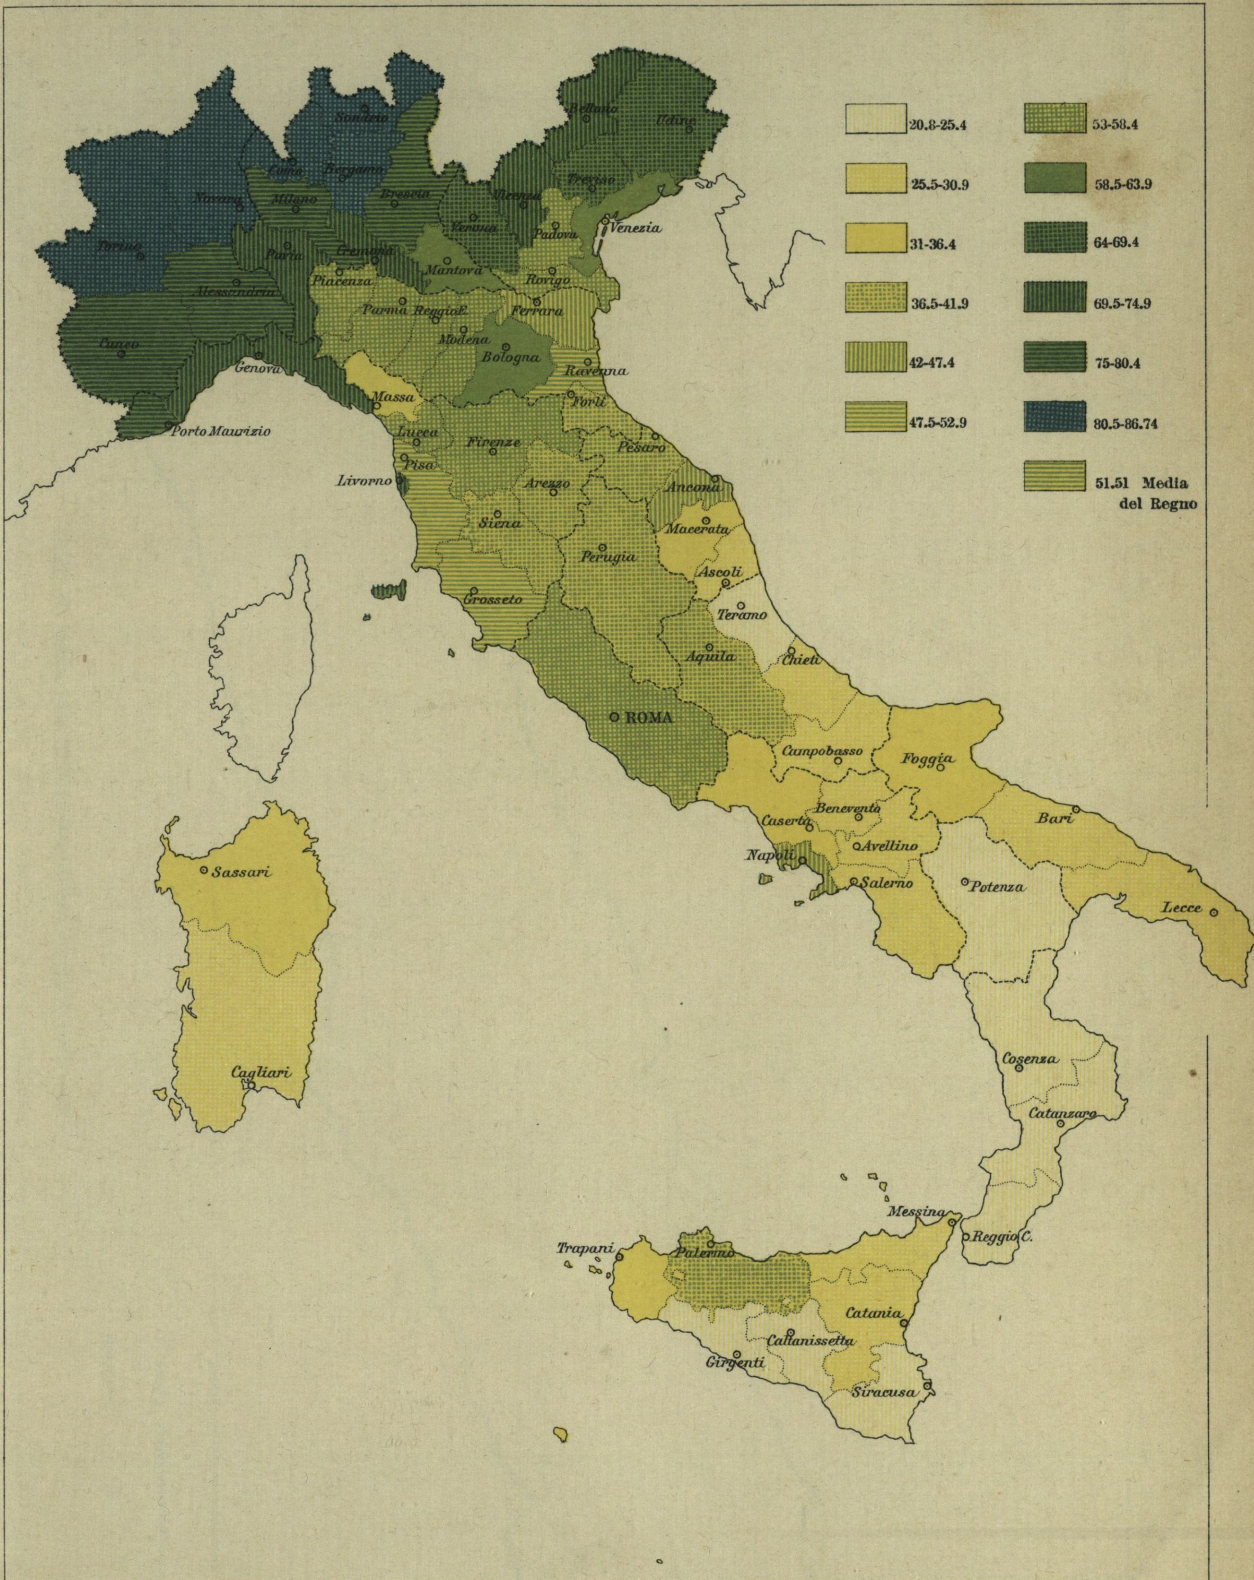 20.8-25.4
25.5-30.9
31-36.4
36.5-41.9
42-47.4
47.5-52.9
53-58.4
58.5-63.9
64-69.4
69.5-74.9
75-80.4
80.5-86.74
51.51 Media
del Regno
Sondrio
Belluno
Udine
Como
Bergamo
Novara
Milano
Brescia
Vicenza
Treviso
Verona
Padova
Venezia
Torino
Pavia
Cremona
Mantova
Rovigo
Alessandria
Piacenza
Parma
Reggio E.
Ferrara
Modena
Bologna
Cuneo
Genova
Ravenna
Massa
Forlì
Porto Maurizio
Lucca
Firenze
Pesaro
Pisa
Livorno
Arezzo
Ancona
Siena
Macerata
Perugia
Ascoli
Grosseto
Teramo
Aquila
Chieti
ROMA
Campobasso
Foggia
Benevento
Caserta
Bari
Avellino
Napoli
Salerno
Potenza
Lecce
Sassari
Cagliari
Cosenza
Catanzaro
Messina
Reggio C.
Trapani
Palermo
Catania
Caltanissetta
Girgenti
Siracusa